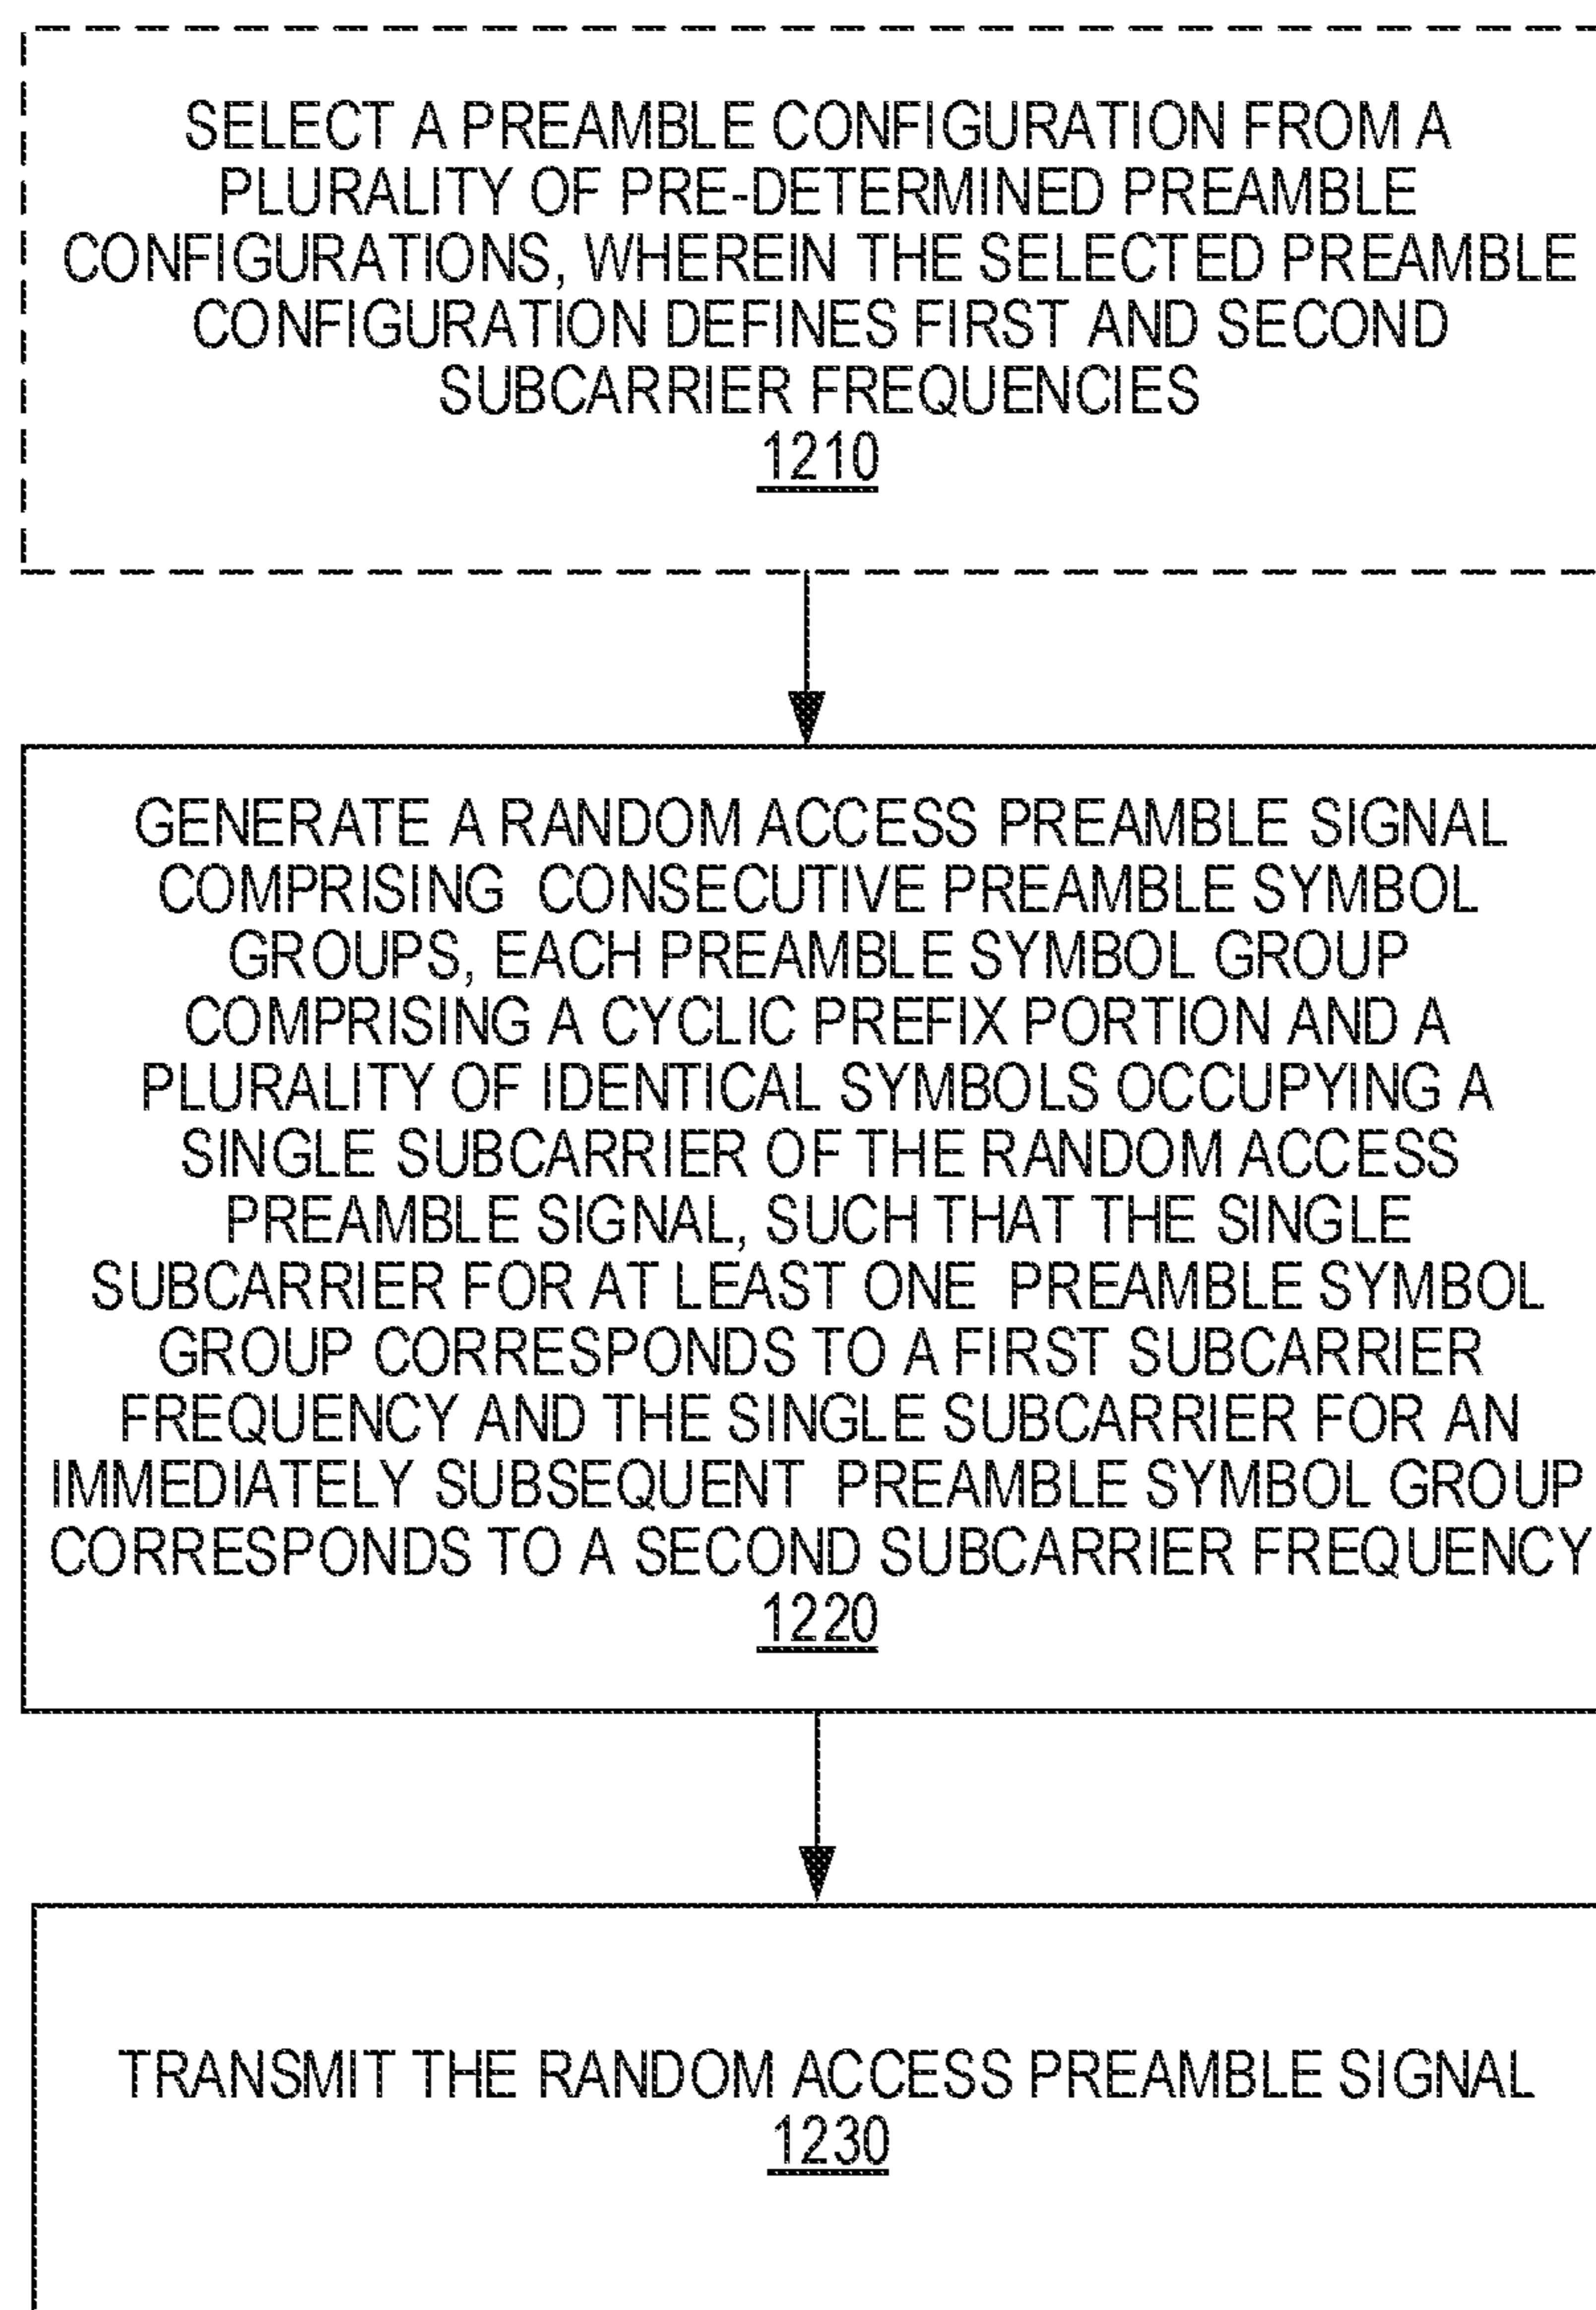 SELECT A PREAMBLE CONFIGURATION FROM A
PLURALITY OF PRE-DETERMINED PREAMBLE
CONFIGURATIONS, WHEREIN THE SELECTED PREAMBLE
CONFIGURATION DEFINES FIRST AND SECOND
SUBCARRIER FREQUENCIES
1210
GENERATE A RANDOM ACCESS PREAMBLE SIGNAL
COMPRISING CONSECUTIVE PREAMBLE SYMBOL
GROUPS, EACH PREAMBLE SYMBOL GROUP
COMPRISING A CYCLIC PREFIX PORTION AND A
PLURALITY OF IDENTICAL SYMBOLS OCCUPYING A
SINGLE SUBCARRIER OF THE RANDOM ACCESS
PREAMBLE SIGNAL, SUCH THAT THE SINGLE
SUBCARRIER FOR AT LEAST ONE PREAMBLE SYMBOL
GROUP CORRESPONDS TO A FIRST SUBCARRIER
FREQUENCY AND THE SINGLE SUBCARRIER FOR AN
IMMEDIATELY SUBSEQUENT PREAMBLE SYMBOL GROUP
CORRESPONDS TO A SECOND SUBCARRIER FREQUENCY
1220
TRANSMIT THE RANDOM ACCESS PREAMBLE SIGNAL
1230